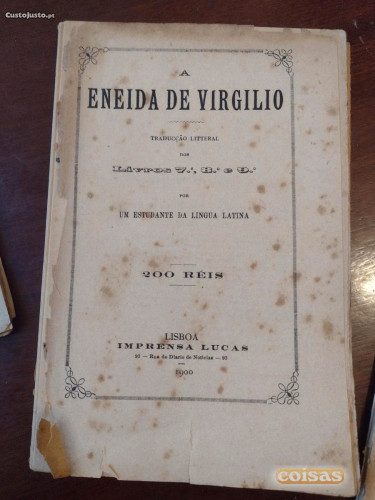 CustoJusto.pt
A
ENEIDA DE VIRGILIO
TRADUCÇÃO LITTERAL
DOS
Livros 7.º, 8.º e 9.º
POR
UM ESTUDANTE DA LINGUA LATINA
200 RÉIS
LISBOA
IMPRENSA LUCAS
93 — Rua do Diario de Noticias — 93
1900
coisas